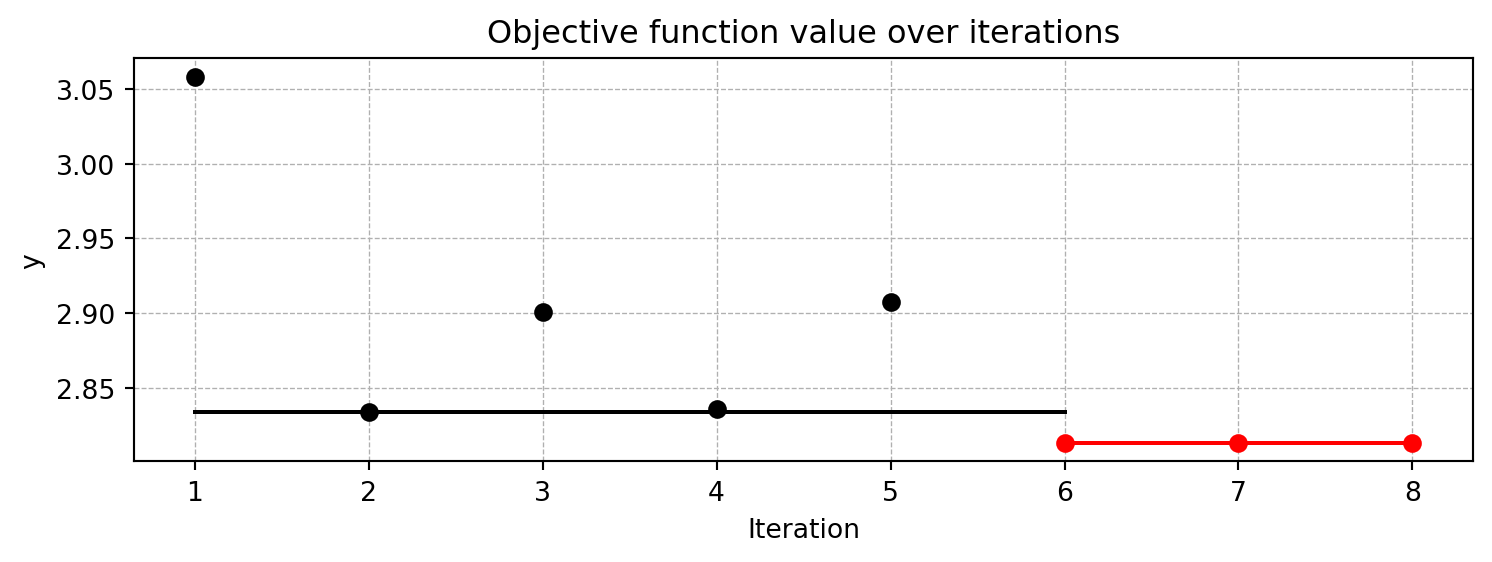 Objective function value over iterations
3.05
3.00
2.95
2.90
2.85
y
1 2 3 4 5 6 7 8
Iteration